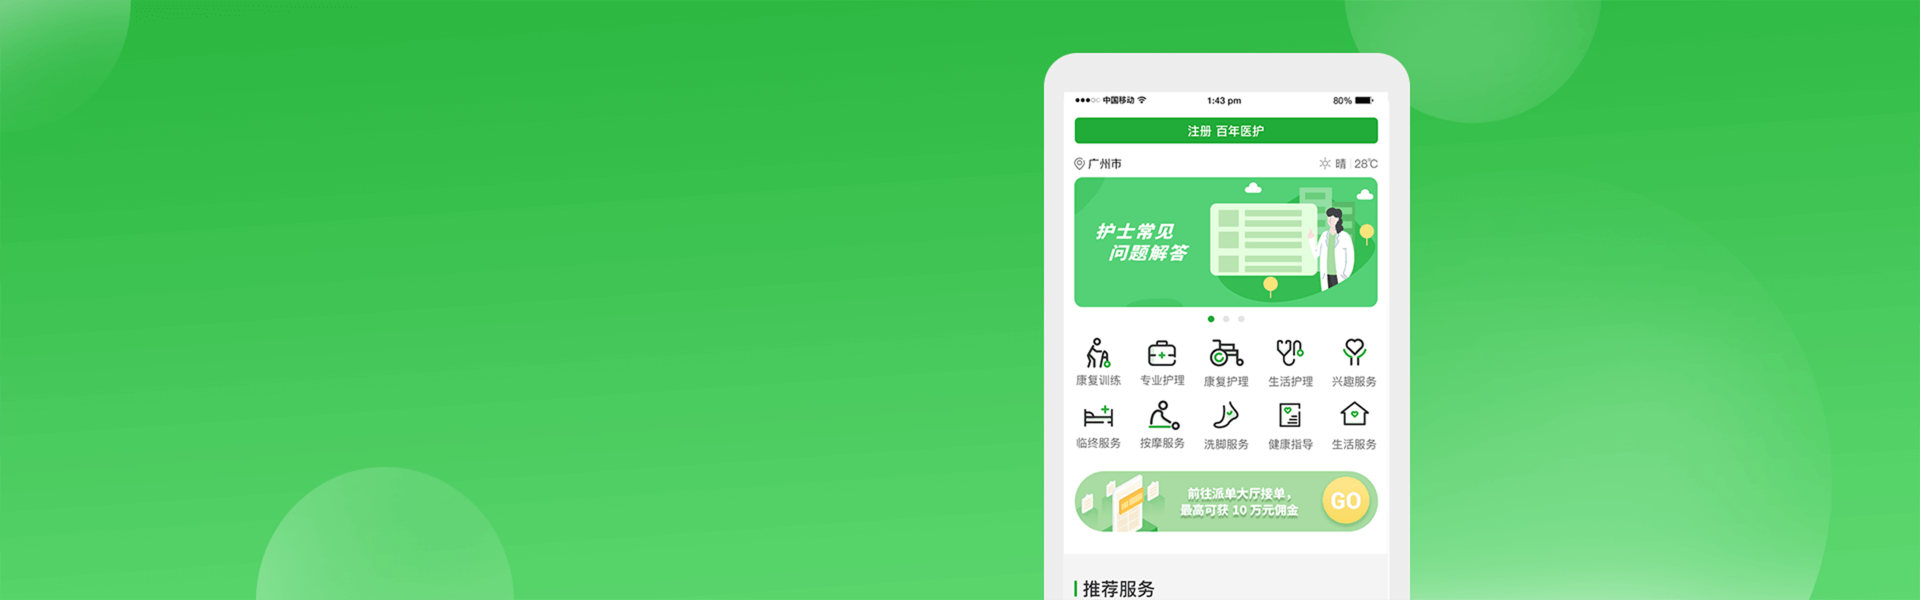 中国移动 1:43 pm 80%
注册 百年医护
广州市 晴 28℃
护士常见
问题解答
康复训练 专业护理 康复护理 生活护理 兴趣服务
临终服务 按摩服务 洗脚服务 健康指导 生活服务
前往派单大厅接单，
最高可获 10 万元佣金
GO
推荐服务